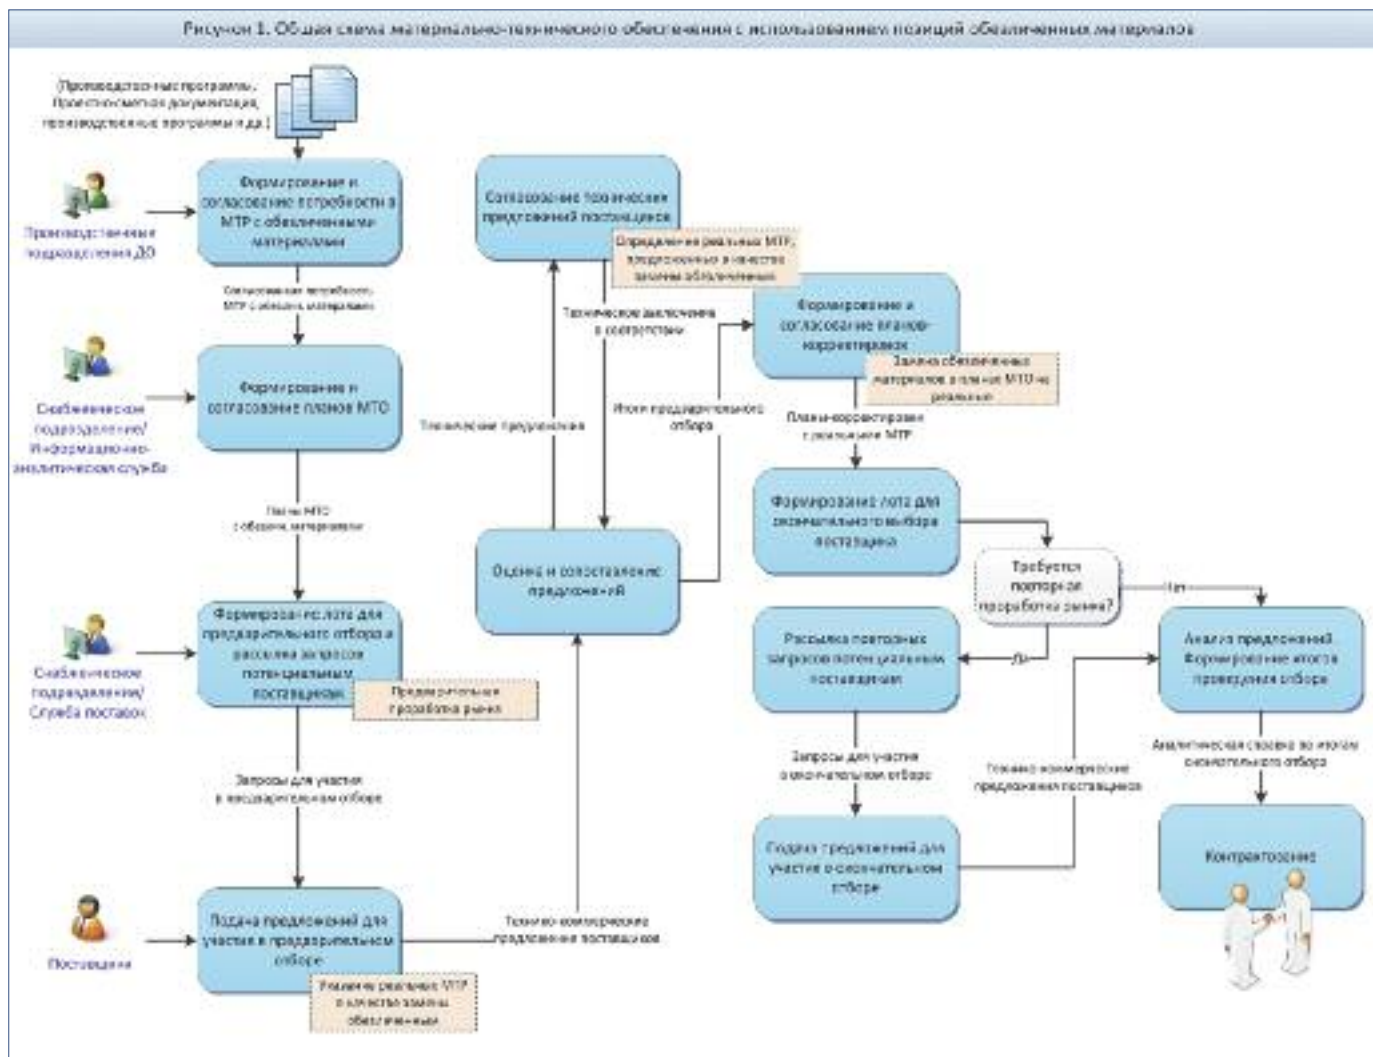 Рисунок 1. Общая схема материально-технического обеспечения с использованием позиций обезличенных материалов
(Производственные программы,
Проектно-сметная документация,
производственные программы и др.)
Производственные
подразделения ДО
Формирование и
согласование потребности в
МТР с обезличенными
материалами
Согласованная потребность
МТР с обезлич. материалами
Снабженческое
подразделение/
Информационно-
аналитическая служба
Формирование и
согласование планов МТО
Планы МТО
с обезлич. материалами
Снабженческое
подразделение/
Служба поставок
Формирование лота для
предварительного отбора и
рассылка запросов
потенциальным
поставщикам
Предварительная
проработка рынка
Запросы для участия
в предварительном отборе
Поставщики
Подача предложений для
участия в предварительном
отборе
Указание реальных МТР
в качестве замены
обезличенным
Технико-коммерческие
предложения поставщиков
Оценка и сопоставление
предложений
Технические предложения
Согласование технических
предложений поставщиков
Определение реальных МТР,
предложенных в качестве
замены обезличенных
Техническое заключение
о соответствии
Итоги предварительного
отбора
Формирование и
согласование планов-
корректировок
Замена обезличенных
материалов в планах МТО на
реальные
Планы-корректировки
с реальными МТР
Формирование лота для
окончательного выбора
поставщика
Требуется
повторная
проработка рынка?
Нет
Да
Рассылка повторных
запросов потенциальным
поставщикам
Запросы для участия
в окончательном отборе
Подача предложений для
участия в окончательном
отборе
Технико-коммерческие
предложения поставщиков
Анализ предложений.
Формирование итогов
проведения отбора
Аналитическая справка по итогам
окончательного отбора
Контрактование